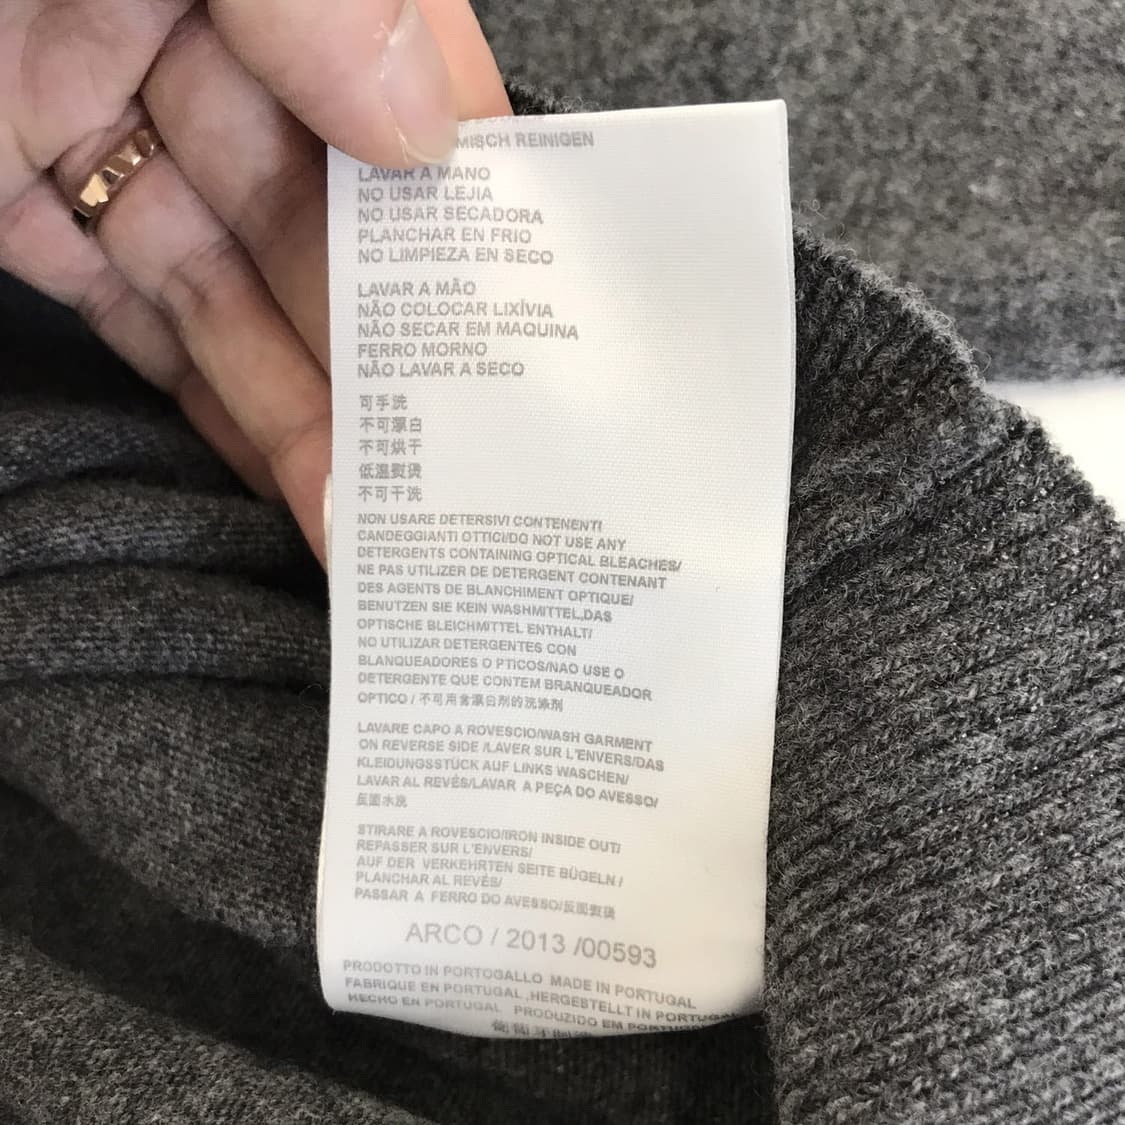 MISCH REINIGEN
LAVAR A MANO
NO USAR LEJIA
NO USAR SECADORA
PLANCHAR EN FRIO
NO LIMPIEZA EN SECO
LAVAR A MÃO
NÃO COLOCAR LIXÍVIA
NÃO SECAR EM MAQUINA
FERRO MORNO
NÃO LAVAR A SECO
可手洗
不可漂白
不可烘干
低温熨烫
不可干洗
NON USARE DETERSIVI CONTENENTI
CANDEGGIANTI OTTICI/DO NOT USE ANY
DETERGENTS CONTAINING OPTICAL BLEACHES/
NE PAS UTILIZER DE DETERGENT CONTENANT
DES AGENTS DE BLANCHIMENT OPTIQUE/
BENUTZEN SIE KEIN WASHMITTEL,DAS
OPTISCHE BLEICHMITTEL ENTHALT/
NO UTILIZAR DETERGENTES CON
BLANQUEADORES O PTICOS/NAO USE O
DETERGENTE QUE CONTEM BRANQUEADOR
OPTICO / 不可用含漂白剂的洗涤剂
LAVARE CAPO A ROVESCIO/WASH GARMENT
ON REVERSE SIDE /LAVER SUR L'ENVERS/DAS
KLEIDUNGSSTÜCK AUF LINKS WASCHEN/
LAVAR AL REVÉS/LAVAR A PEÇA DO AVESSO/
反面水洗
STIRARE A ROVESCIO/IRON INSIDE OUT/
REPASSER SUR L'ENVERS/
AUF DER VERKEHRTEN SEITE BÜGELN /
PLANCHAR AL REVÉS/
PASSAR A FERRO DO AVESSO/反面熨烫
ARCO / 2013 /00593
PRODOTTO IN PORTOGALLO MADE IN PORTUGAL
FABRIQUE EN PORTUGAL ,HERGESTELLT IN PORTUGAL
HECHO EN PORTUGAL PRODUZIDO EM PORTUGAL
葡萄牙